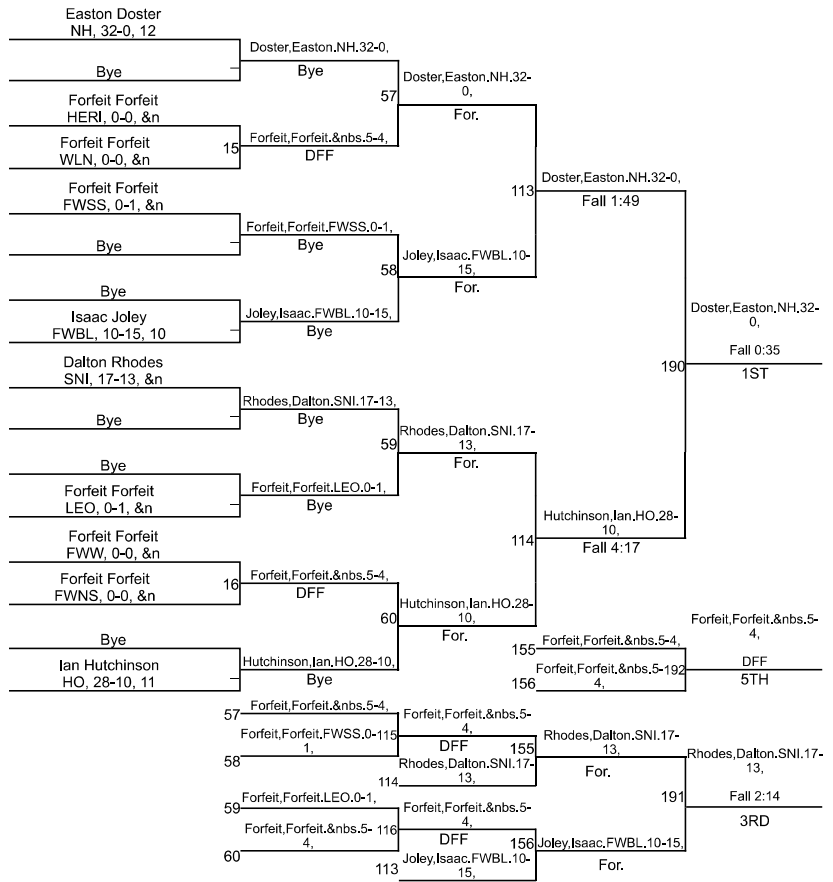 Easton Doster
NH, 32-0, 12
Bye
Forfeit Forfeit
HERI, 0-0, &n
Forfeit Forfeit
WLN, 0-0, &n
Forfeit Forfeit
FWSS, 0-1, &n
Bye
Bye
Isaac Joley
FWBL, 10-15, 10
Dalton Rhodes
SNI, 17-13, &n
Bye
Bye
Forfeit Forfeit
LEO, 0-1, &n
Forfeit Forfeit
FWW, 0-0, &n
Forfeit Forfeit
FWNS, 0-0, &n
Bye
Ian Hutchinson
HO, 28-10, 11
Doster,Easton.NH.32-0,
Bye
15
Forfeit,Forfeit.&nbs.5-4,
DFF
Forfeit,Forfeit.FWSS.0-1,
Bye
Joley,Isaac.FWBL.10-15,
Bye
Rhodes,Dalton.SNI.17-13,
Bye
Forfeit,Forfeit.LEO.0-1,
Bye
16
Forfeit,Forfeit.&nbs.5-4,
DFF
Hutchinson,Ian.HO.28-10,
Bye
57
Doster,Easton.NH.32-
0,
For.
58
Joley,Isaac.FWBL.10-
15,
For.
59
Rhodes,Dalton.SNI.17-
13,
For.
60
Hutchinson,Ian.HO.28-
10,
For.
113
Doster,Easton.NH.32-0,
Fall 1:49
114
Hutchinson,Ian.HO.28-
10,
Fall 4:17
190
Doster,Easton.NH.32-
0,
Fall 0:35
1ST
155
Forfeit,Forfeit.&nbs.5-4,
156
Forfeit,Forfeit.&nbs.5-
4,
192
Forfeit,Forfeit.&nbs.5-
4,
DFF
5TH
57
Forfeit,Forfeit.&nbs.5-4,
58
Forfeit,Forfeit.FWSS.0-
1,
115
Forfeit,Forfeit.&nbs.5-
4,
DFF
114
Rhodes,Dalton.SNI.17-
13,
155
Rhodes,Dalton.SNI.17-
13,
For.
59
Forfeit,Forfeit.LEO.0-1,
60
Forfeit,Forfeit.&nbs.5-
4,
116
Forfeit,Forfeit.&nbs.5-
4,
DFF
113
Joley,Isaac.FWBL.10-
15,
156
Joley,Isaac.FWBL.10-15,
For.
191
Rhodes,Dalton.SNI.17-
13,
Fall 2:14
3RD